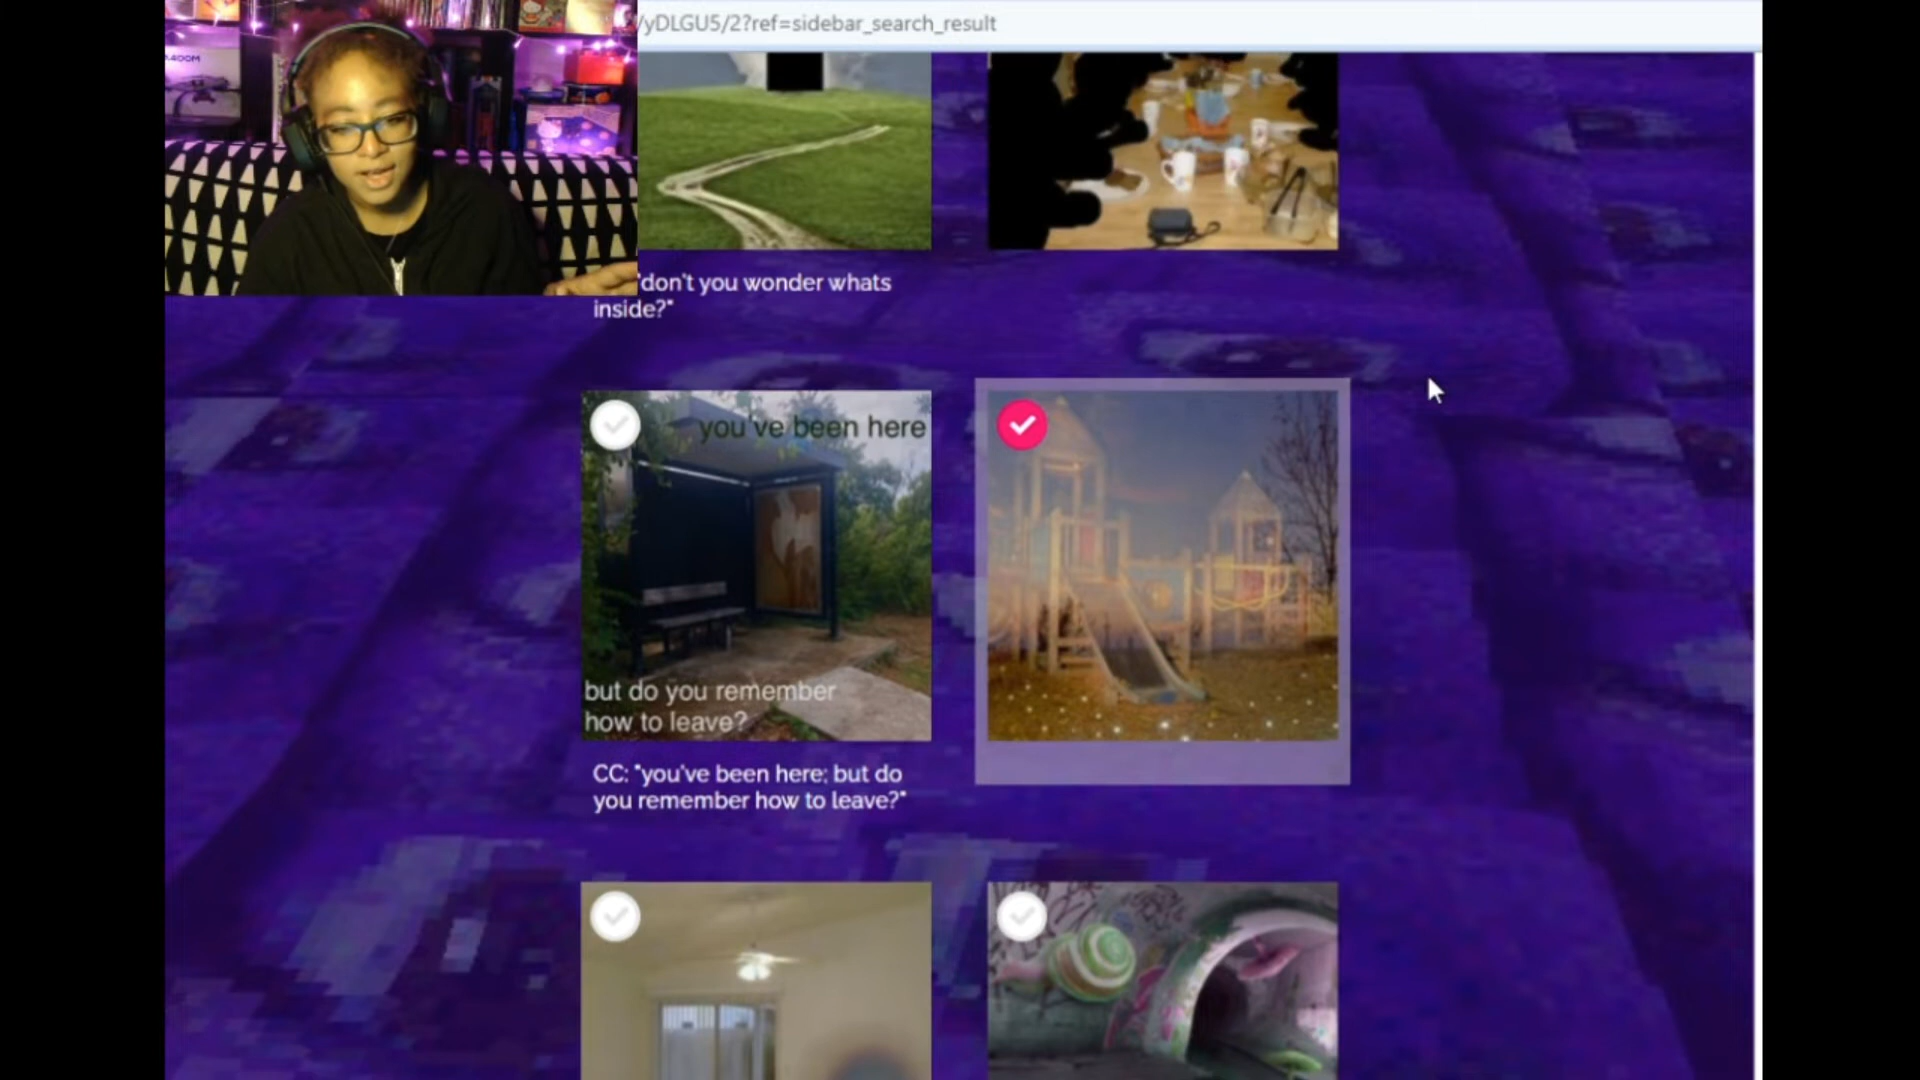 /yDLGU5/2?ref=sidebar_search_result
"don't you wonder whats
inside?"
you've been here
but do you remember
how to leave?
CC: "you've been here; but do
you remember how to leave?"